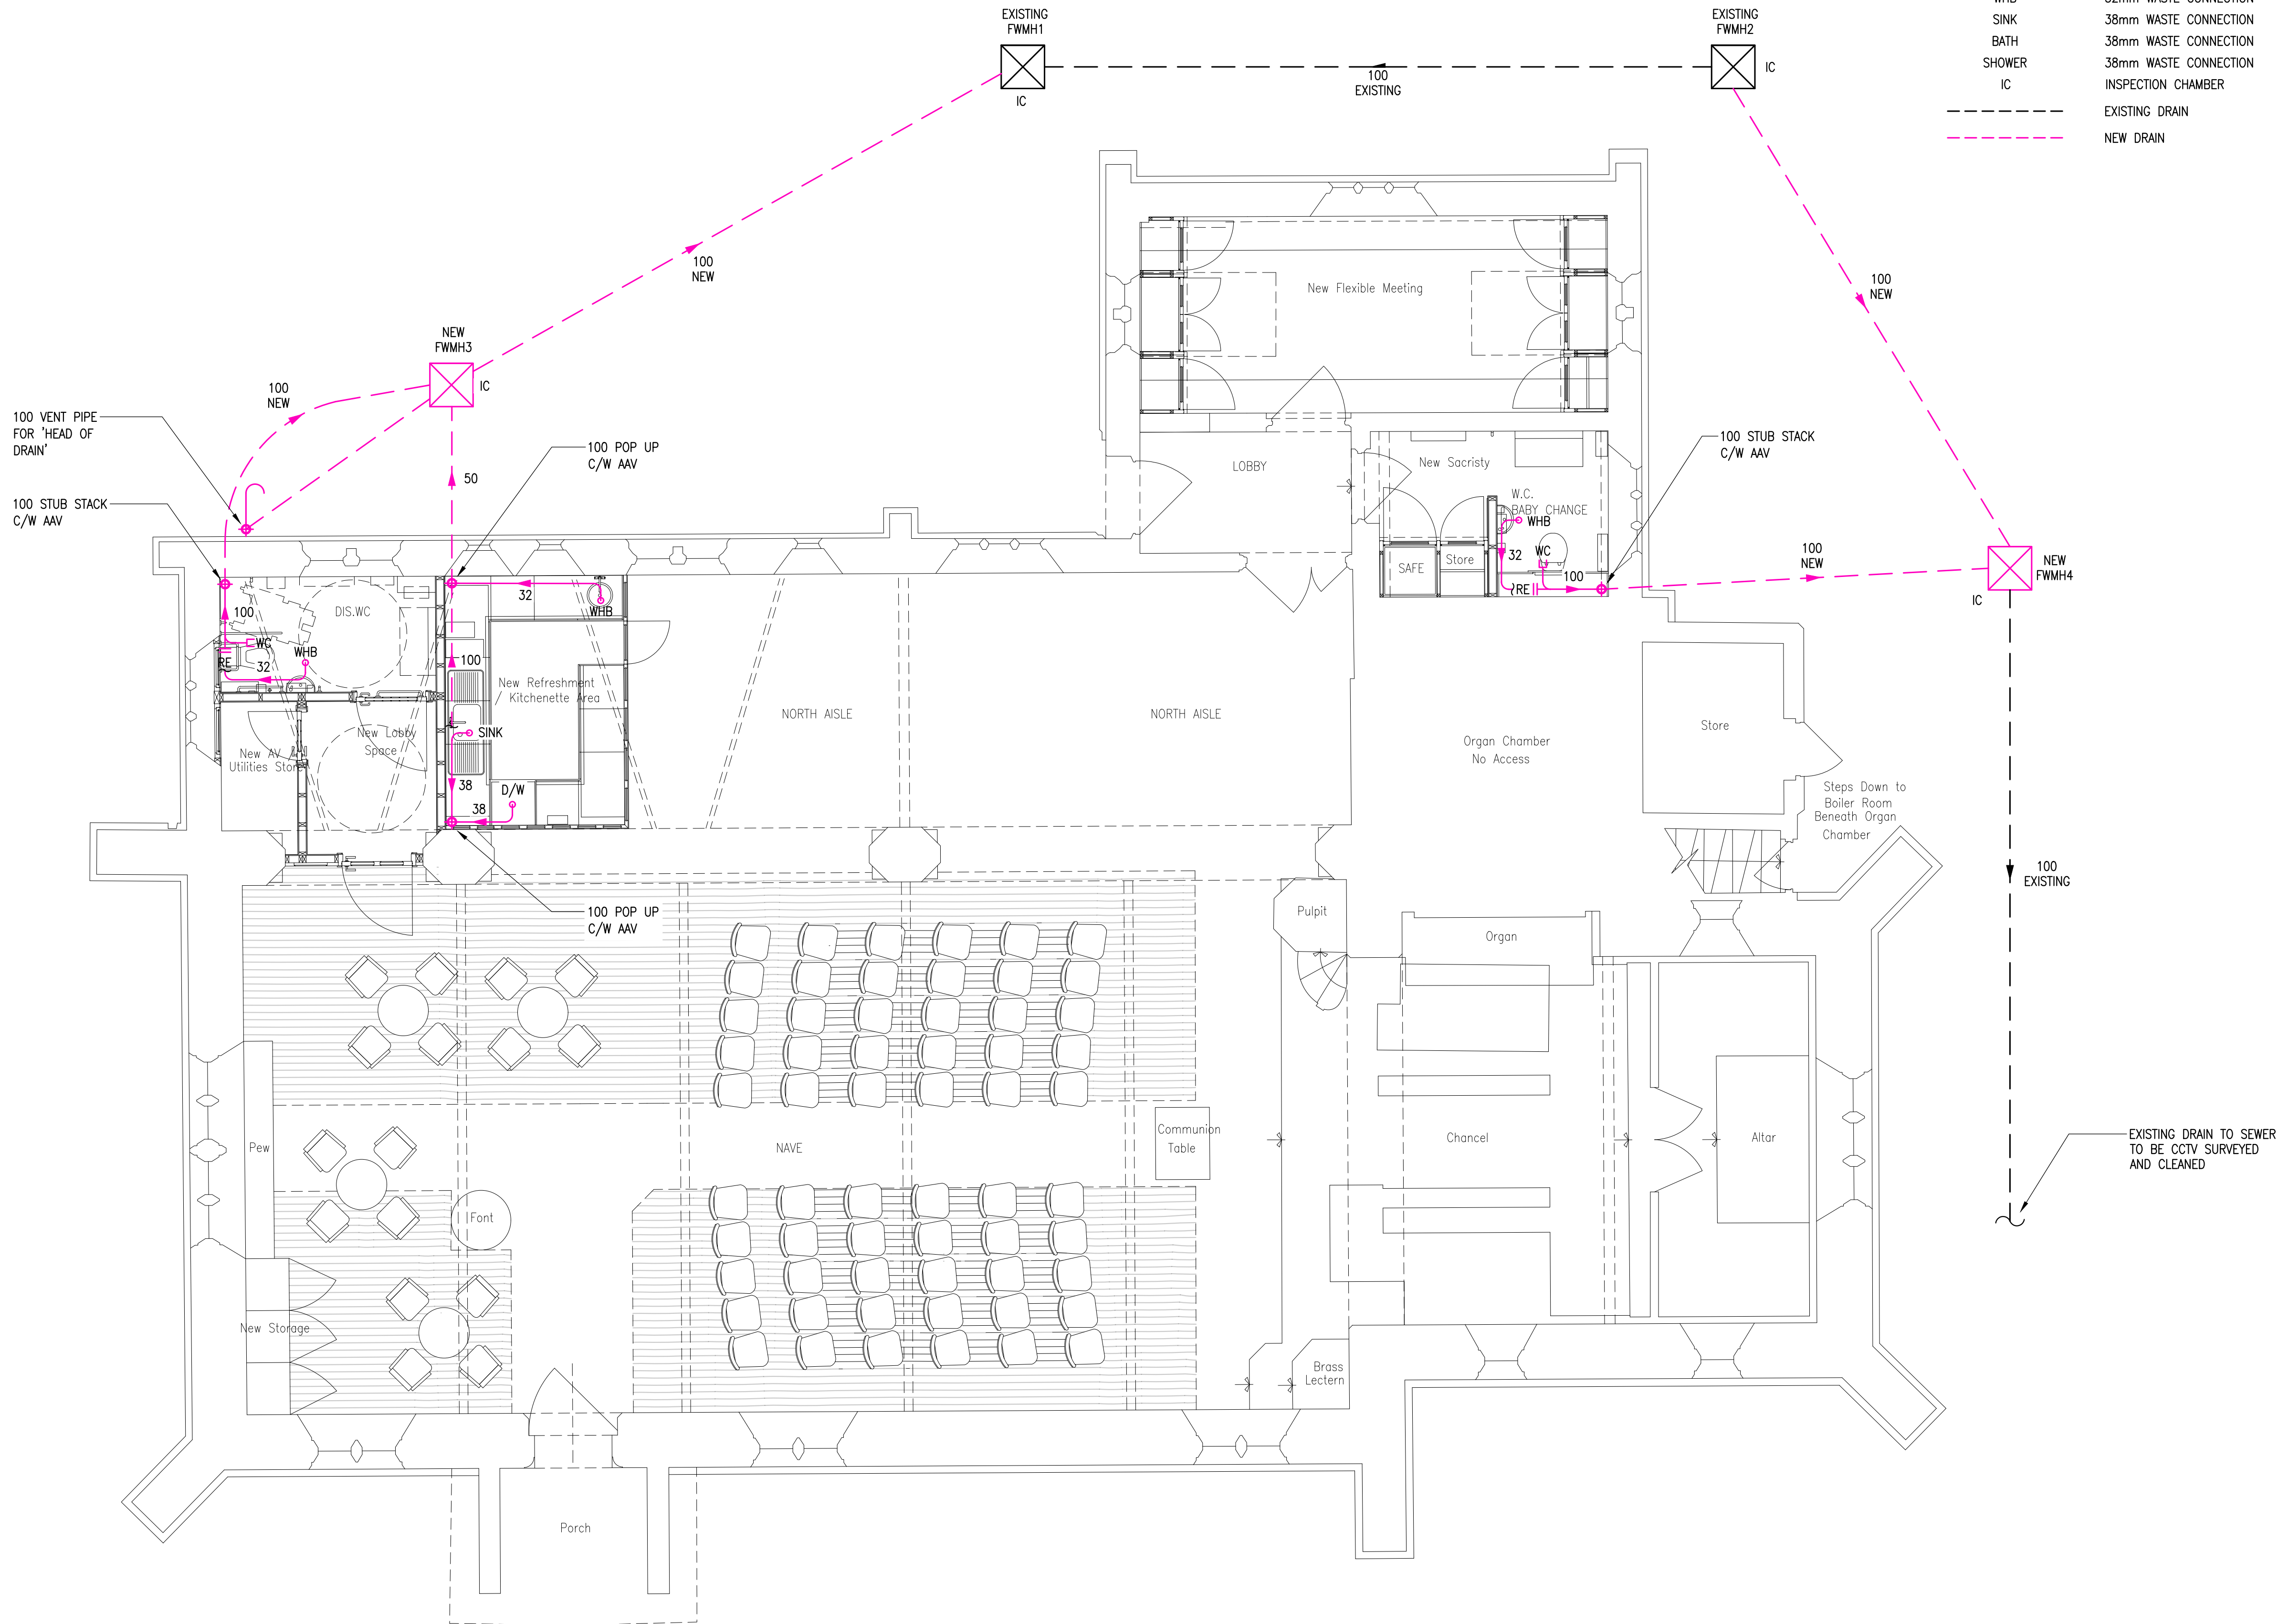 EXISTING
FWMH1
IC
100
EXISTING
EXISTING
FWMH2
IC
WHB
32mm WASTE CONNECTION
SINK
38mm WASTE CONNECTION
BATH
38mm WASTE CONNECTION
SHOWER
38mm WASTE CONNECTION
IC
INSPECTION CHAMBER
EXISTING DRAIN
NEW DRAIN
100
NEW
100
NEW
New Flexible Meeting
NEW
FWMH3
IC
100
NEW
100 VENT PIPE
FOR 'HEAD OF
DRAIN'
100 STUB STACK
C/W AAV
100 POP UP
C/W AAV
50
LOBBY
New Sacristy
100 STUB STACK
C/W AAV
W.C.
BABY CHANGE
WHB
32
WC
100
SAFE
Store
RE
100
NEW
NEW
FWMH4
IC
DIS.WC
100
WC
WHB
RE
32
32
WHB
100
New Refreshment
Kitchenette Area
SINK
NORTH AISLE
NORTH AISLE
New AV
Utilities Store
New Lobby
Space
38
38
D/W
Organ Chamber
No Access
Store
Steps Down to
Boiler Room
Beneath Organ
Chamber
100
EXISTING
100 POP UP
C/W AAV
Pulpit
Organ
Pew
NAVE
Communion
Table
Chancel
Altar
EXISTING DRAIN TO SEWER
TO BE CCTV SURVEYED
AND CLEANED
Font
New Storage
Brass
Lectern
Porch